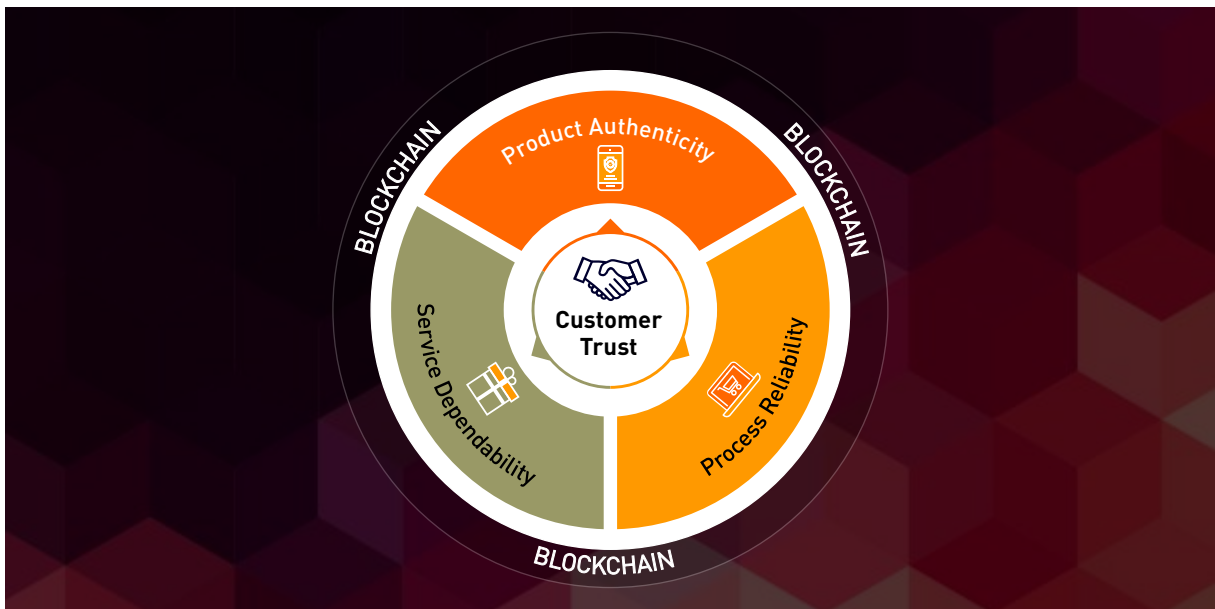 BLOCKCHAIN
BLOCKCHAIN
Product Authenticity
Customer
Trust
Service Dependability
Process Reliability
BLOCKCHAIN